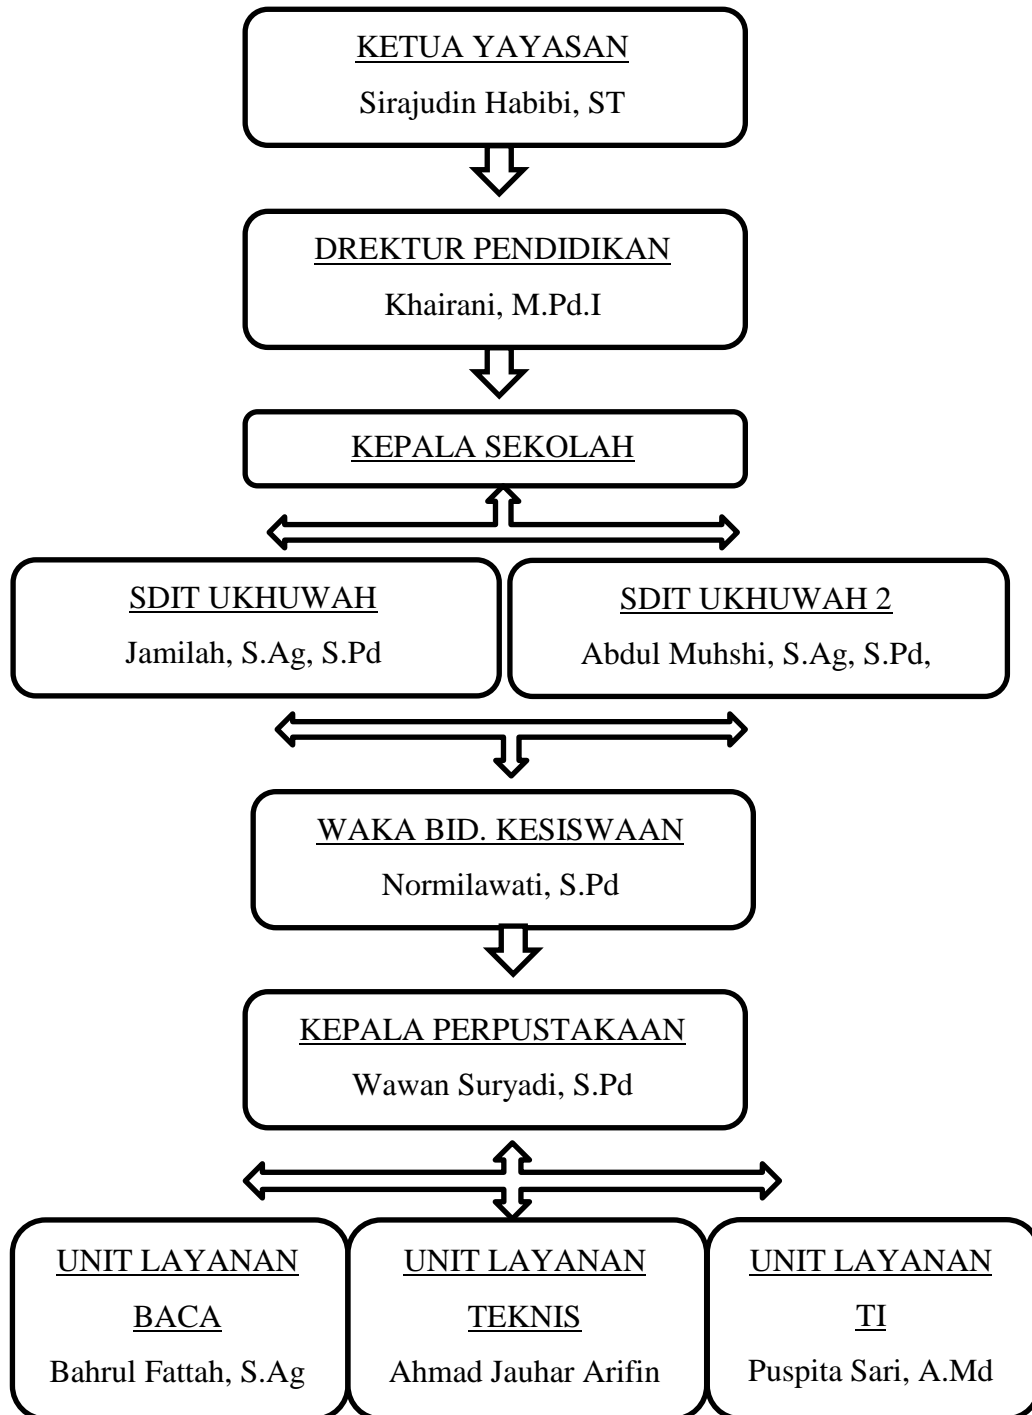 KETUA YAYASAN
Sirajudin Habibi, ST
DREKTUR PENDIDIKAN
Khairani, M.Pd.I
KEPALA SEKOLAH
SDIT UKHUWAH
Jamilah, S.Ag, S.Pd
SDIT UKHUWAH 2
Abdul Muhshi, S.Ag, S.Pd,
WAKA BID. KESISWAAN
Normilawati, S.Pd
KEPALA PERPUSTAKAAN
Wawan Suryadi, S.Pd
UNIT LAYANAN
BACA
Bahrul Fattah, S.Ag
UNIT LAYANAN
TEKNIS
Ahmad Jauhar Arifin
UNIT LAYANAN
TI
Puspita Sari, A.Md